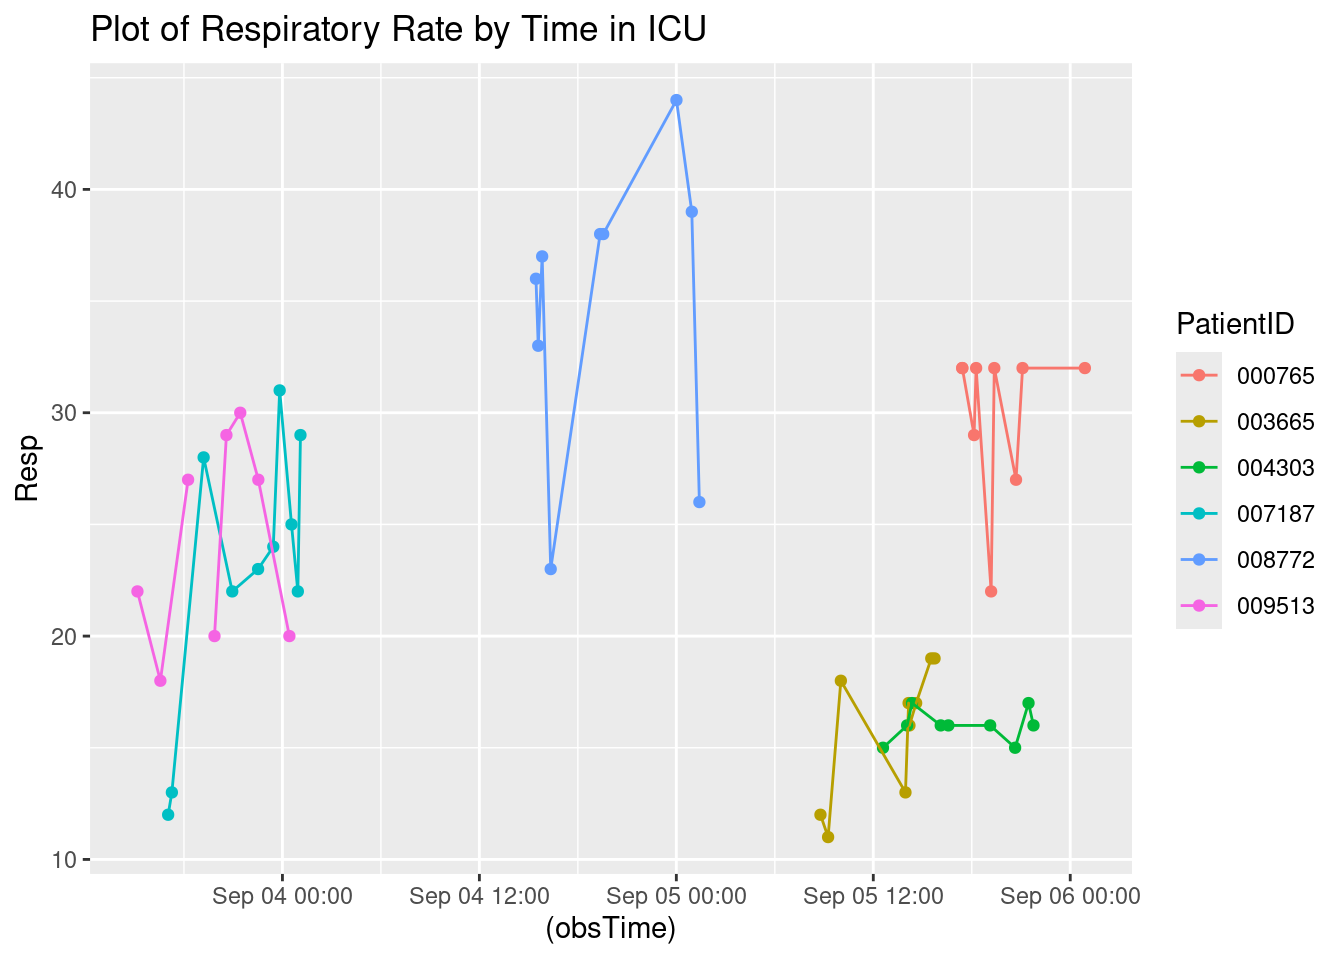 Plot of Respiratory Rate by Time in ICU
Resp
40
30
20
10
Sep 04 00:00
Sep 04 12:00
Sep 05 00:00
Sep 05 12:00
Sep 06 00:00
(obsTime)
PatientID
000765
003665
004303
007187
008772
009513